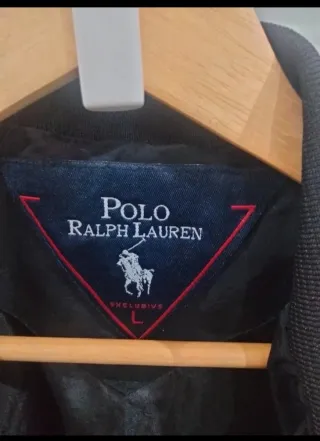 POLO
RALPH LAUREN
EXCLUSIVE
L